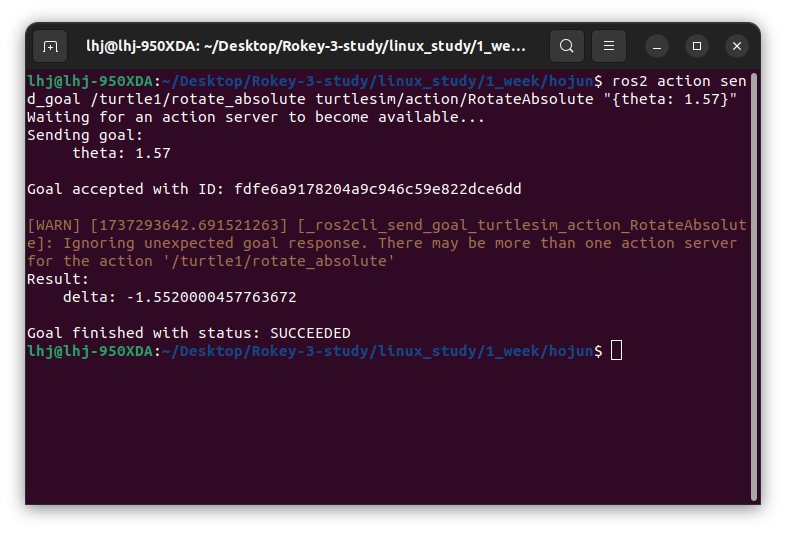 lhj@lhj-950XDA: ~/Desktop/Rokey-3-study/linux_study/1_we...
lhj@lhj-950XDA:~/Desktop/Rokey-3-study/linux_study/1_week/hojun$ ros2 action sen
d_goal /turtle1/rotate_absolute turtlesim/action/RotateAbsolute "{theta: 1.57}"
Waiting for an action server to become available...
Sending goal:
     theta: 1.57
Goal accepted with ID: fdfe6a9178204a9c946c59e822dce6dd
[WARN] [1737293642.691521263] [_ros2cli_send_goal_turtlesim_action_RotateAbsolut
e]: Ignoring unexpected goal response. There may be more than one action server
for the action '/turtle1/rotate_absolute'
Result:
    delta: -1.5520000457763672
Goal finished with status: SUCCEEDED
lhj@lhj-950XDA:~/Desktop/Rokey-3-study/linux_study/1_week/hojun$